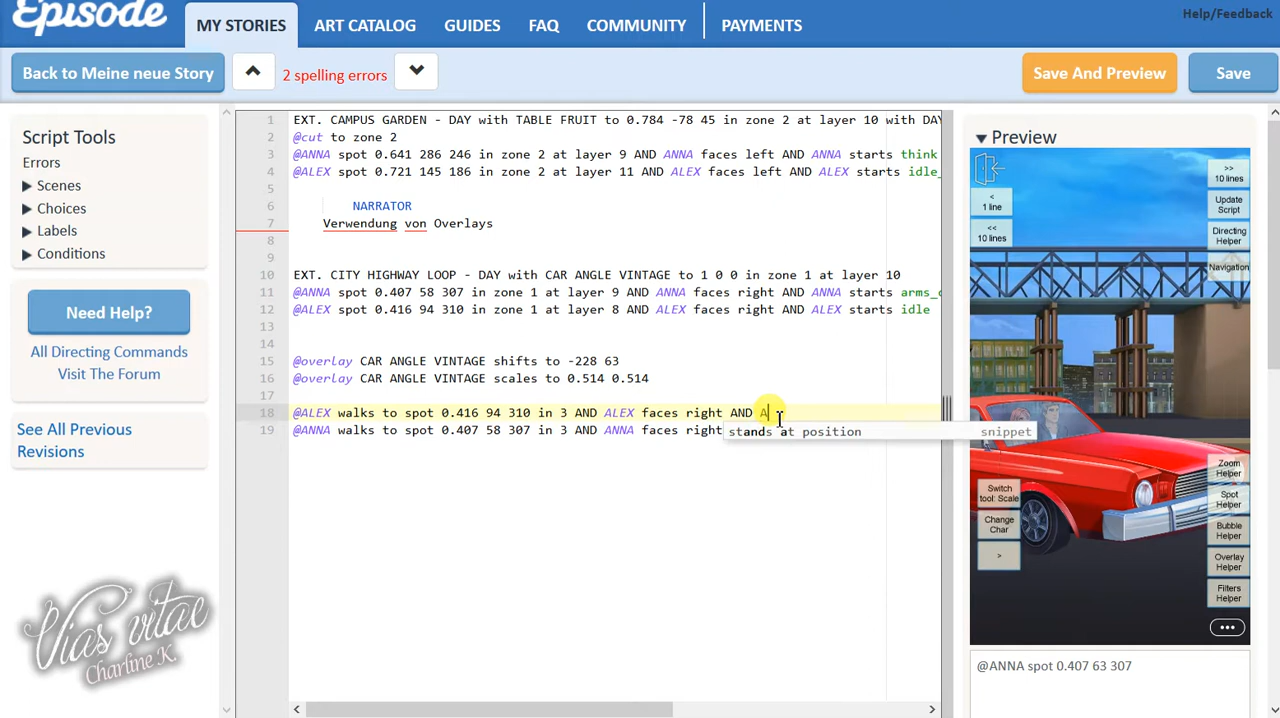 Episode
MY STORIES
ART CATALOG
GUIDES
FAQ
COMMUNITY
PAYMENTS
Help/Feedback
Back to Meine neue Story
2 spelling errors
Save And Preview
Save
Script Tools
Errors
Scenes
Choices
Labels
Conditions
Need Help?
All Directing Commands
Visit The Forum
See All Previous
Revisions
Vias vitae
Charline K.
1 EXT. CAMPUS GARDEN - DAY with TABLE FRUIT to 0.784 -78 45 in zone 2 at layer 10 with DAY
2 @cut to zone 2
3 @ANNA spot 0.641 286 246 in zone 2 at layer 9 AND ANNA faces left AND ANNA starts think
4 @ALEX spot 0.721 145 186 in zone 2 at layer 11 AND ALEX faces left AND ALEX starts idle_
5
6 NARRATOR
7 Verwendung von Overlays
8
9
10 EXT. CITY HIGHWAY LOOP - DAY with CAR ANGLE VINTAGE to 1 0 0 in zone 1 at layer 10
11 @ANNA spot 0.407 58 307 in zone 1 at layer 9 AND ANNA faces right AND ANNA starts arms_c
12 @ALEX spot 0.416 94 310 in zone 1 at layer 8 AND ALEX faces right AND ALEX starts idle
13
14
15 @overlay CAR ANGLE VINTAGE shifts to -228 63
16 @overlay CAR ANGLE VINTAGE scales to 0.514 0.514
17
18 @ALEX walks to spot 0.416 94 310 in 3 AND ALEX faces right AND A
19 @ANNA walks to spot 0.407 58 307 in 3 AND ANNA faces right
stands at position snippet
Preview
<
1 line
<<
10 lines
>>
10 lines
Update
Script
Directing
Helper
Navigation
Switch
tool: Scale
Change
Char
>
Zoom
Helper
Spot
Helper
Bubble
Helper
Overlay
Helper
Filters
Helper
@ANNA spot 0.407 63 307